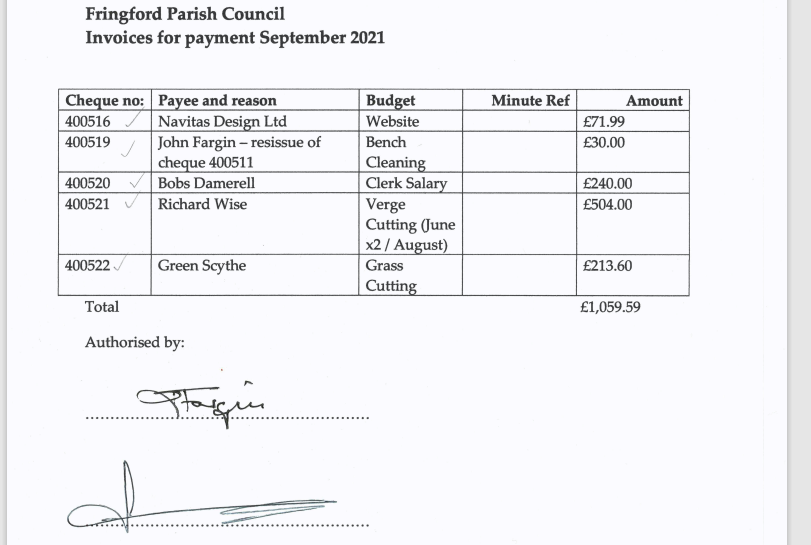 Fringford Parish Council
Invoices for payment September 2021
Cheque no: Payee and reason Budget Minute Ref Amount
400516 Navitas Design Ltd Website £71.99
400519 John Fargin – resissue of Bench £30.00
cheque 400511 Cleaning
400520 Bobs Damerell Clerk Salary £240.00
400521 Richard Wise Verge £504.00
Cutting (June
x2 / August)
400522 Green Scythe Grass £213.60
Cutting
Total £1,059.59
Authorised by: